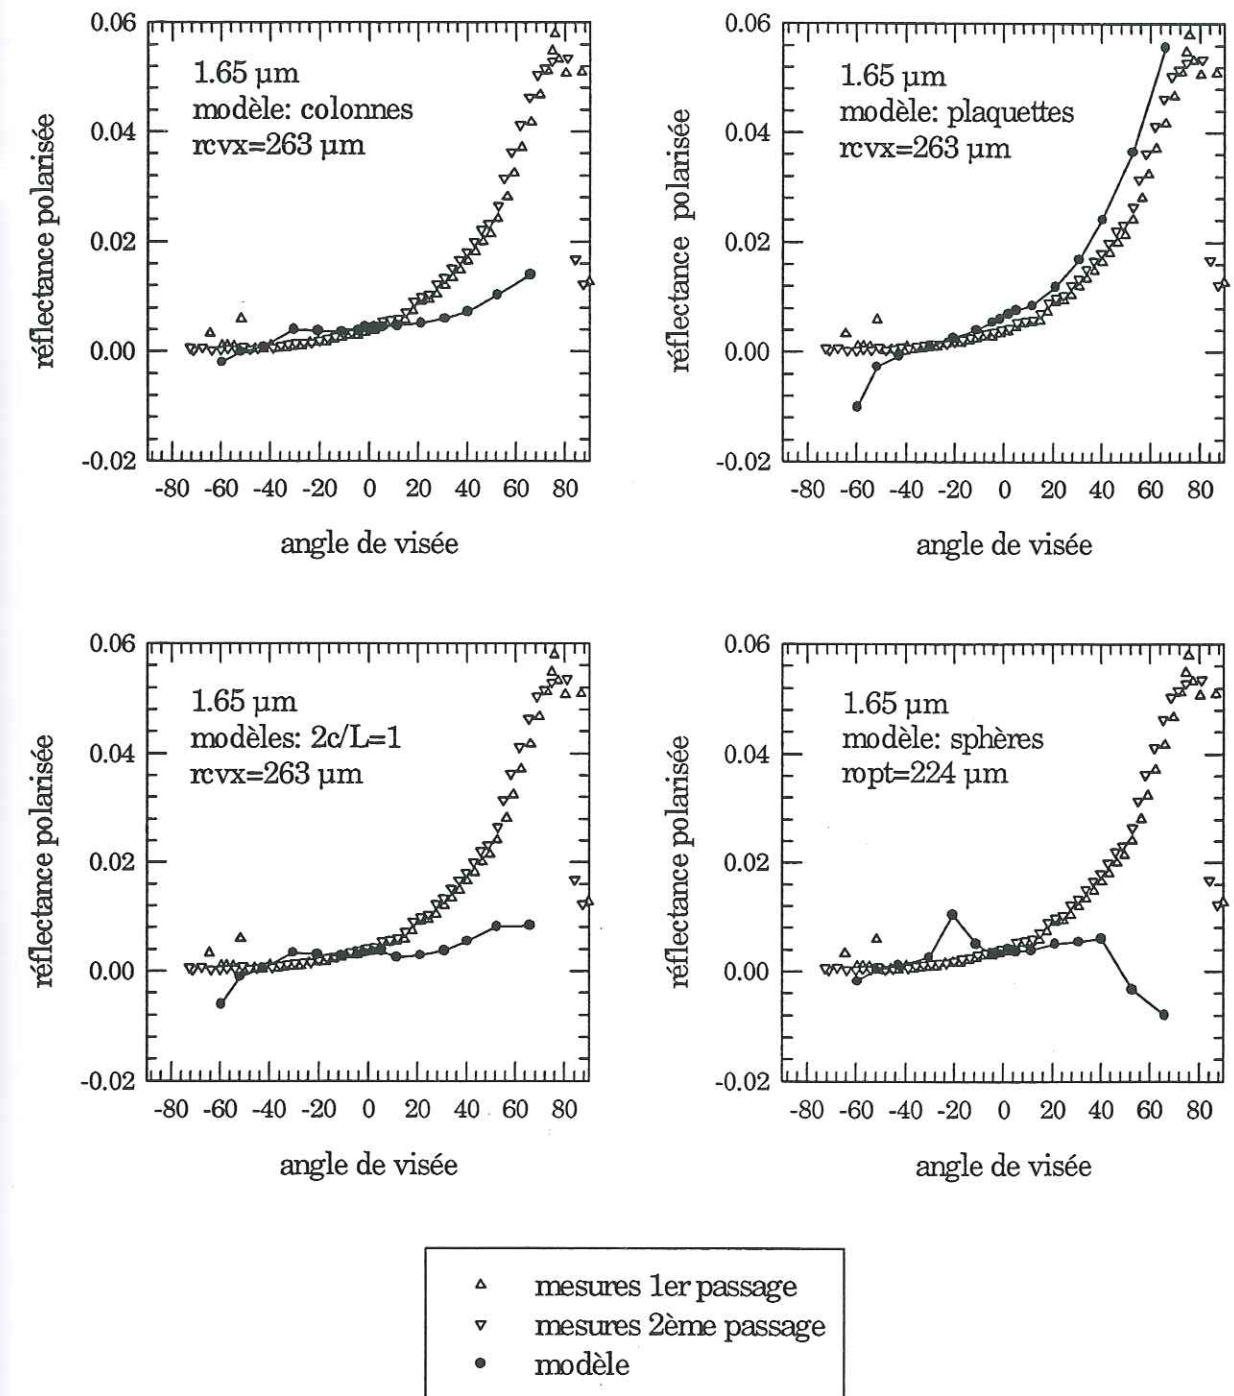 0.06
0.04
0.02
0.00
-0.02
réflectance polarisée
1.65 µm
modèle: colonnes
rcvx=263 µm
-80 -60 -40 -20 0 20 40 60 80
angle de visée
0.06
0.04
0.02
0.00
-0.02
réflectance polarisée
1.65 µm
modèle: plaquettes
rcvx=263 µm
-80 -60 -40 -20 0 20 40 60 80
angle de visée
0.06
0.04
0.02
0.00
-0.02
réflectance polarisée
1.65 µm
modèles: 2c/L=1
rcvx=263 µm
-80 -60 -40 -20 0 20 40 60 80
angle de visée
0.06
0.04
0.02
0.00
-0.02
réflectance polarisée
1.65 µm
modèle: sphères
ropt=224 µm
-80 -60 -40 -20 0 20 40 60 80
angle de visée
mesures 1er passage
mesures 2ème passage
modèle